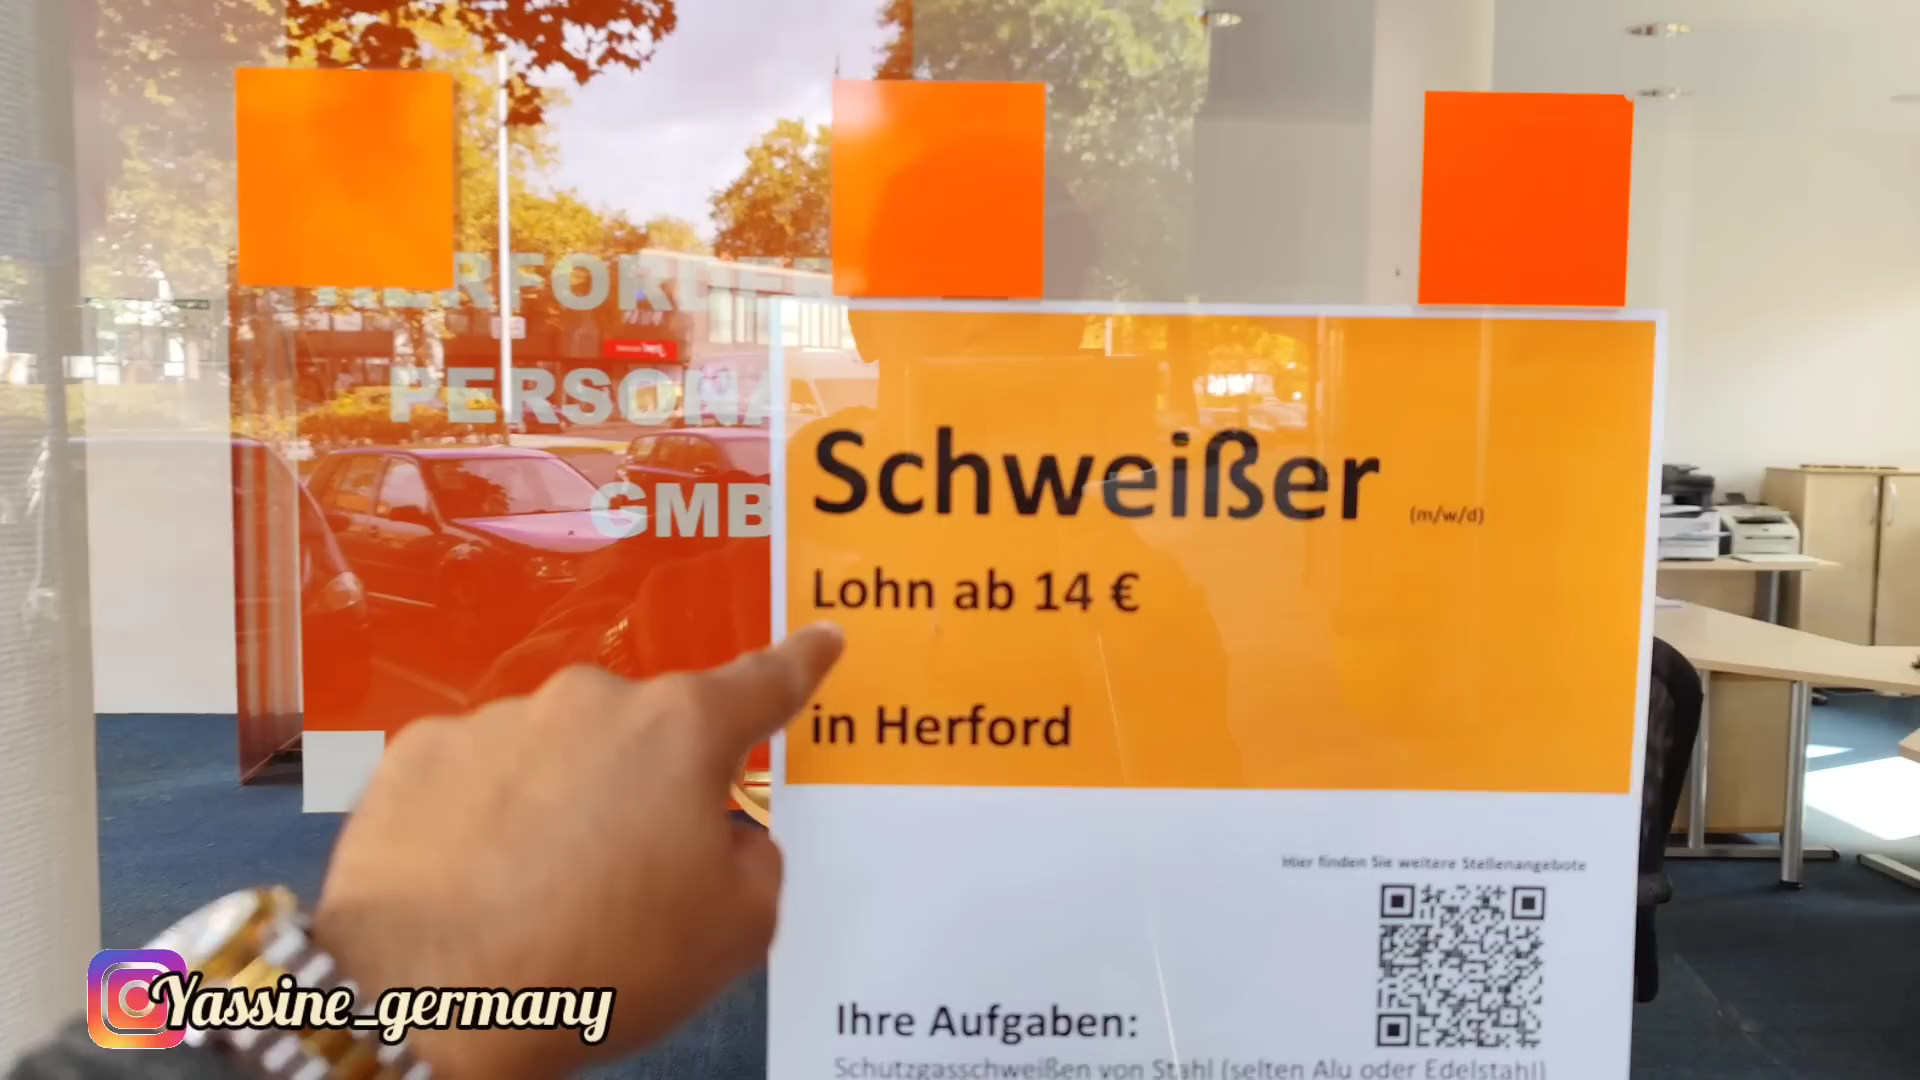 PERSONA
GMB
Schweißer (m/w/d)
Lohn ab 14 €
in Herford
Hier finden Sie weitere Stellenangebote
Ihre Aufgaben:
Schutzgasschweißen von Stahl (selten Alu oder Edelstahl)
Yassine_germany